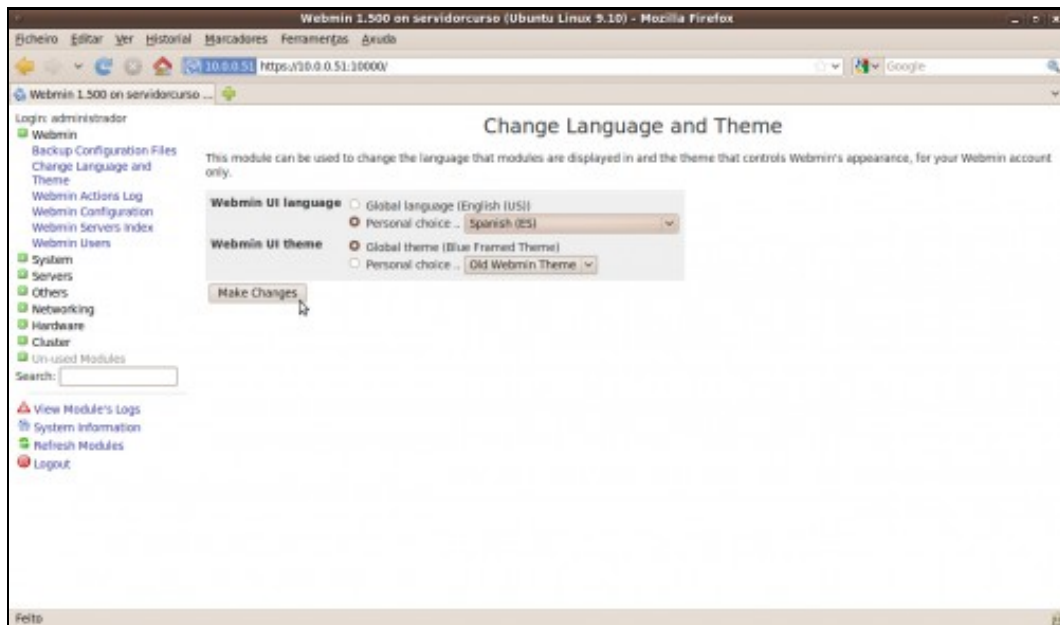 Webmin 1.500 on servidorcurso (Ubuntu Linux 9.10) - Mozilla Firefox
Ficheiro Editar Ver Historial Marcadores Ferramentas Axuda
10.0.0.51 https://10.0.0.51:10000/ Google
Webmin 1.500 on servidorcurso ...
Login: administrador
Webmin
Backup Configuration Files
Change Language and
Theme
Webmin Actions Log
Webmin Configuration
Webmin Servers Index
Webmin Users
System
Servers
Others
Networking
Hardware
Cluster
Un-used Modules
Search:
View Module's Logs
System Information
Refresh Modules
Logout
Change Language and Theme
This module can be used to change the language that modules are displayed in and the theme that controls Webmin's appearance, for your Webmin account
only.
Webmin UI language Global language (English (US))
Personal choice .. Spanish (ES)
Webmin UI theme Global theme (Blue Framed Theme)
Personal choice .. Old Webmin Theme
Make Changes
Feito